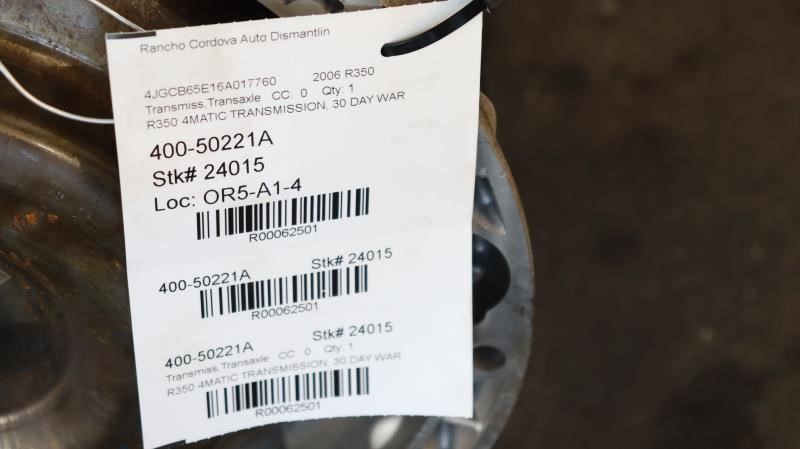 Rancho Cordova Auto Dismantlin
4JGCB65E16A017760 2006 R350
Transmiss,Transaxle CC: 0 Qty: 1
R350 4MATIC TRANSMISSION, 30 DAY WAR
400-50221A
Stk# 24015
Loc: OR5-A1-4
R00062501
400-50221A Stk# 24015
R00062501
400-50221A Stk# 24015
Transmiss,Transaxle CC: 0 Qty: 1
R350 4MATIC TRANSMISSION, 30 DAY WAR
R00062501